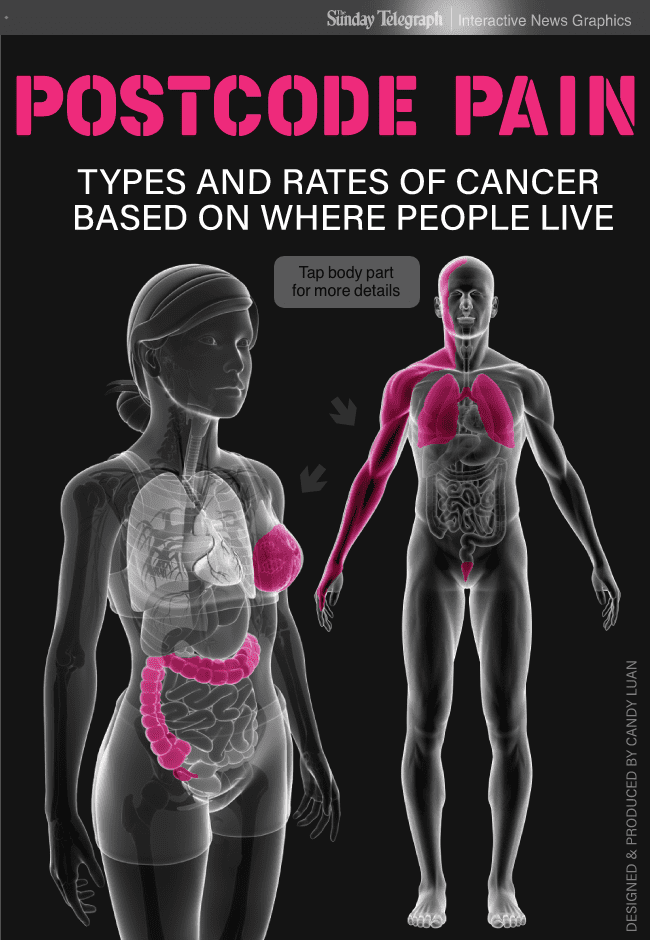 The Sunday Telegraph | Interactive News Graphics
POSTCODE PAIN
TYPES AND RATES OF CANCER
BASED ON WHERE PEOPLE LIVE
Tap body part
for more details
DESIGNED & PRODUCED BY CANDY LUAN